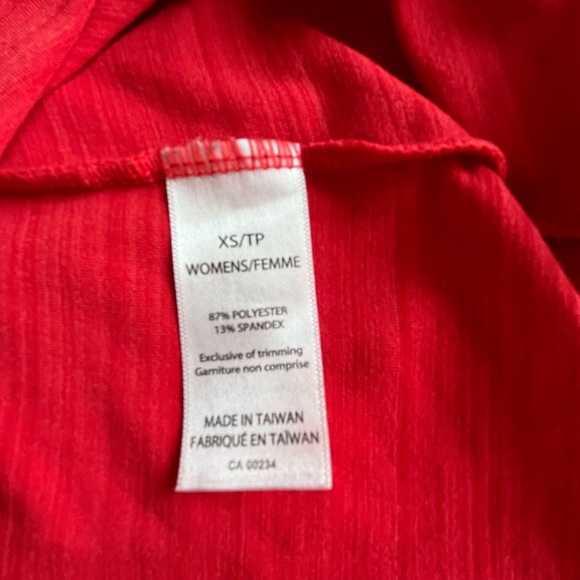 XS/TP
WOMENS/FEMME
87% POLYESTER
13% SPANDEX
Exclusive of trimming
Garniture non comprise
MADE IN TAIWAN
FABRIQUÉ EN TAÏWAN
CA 00234